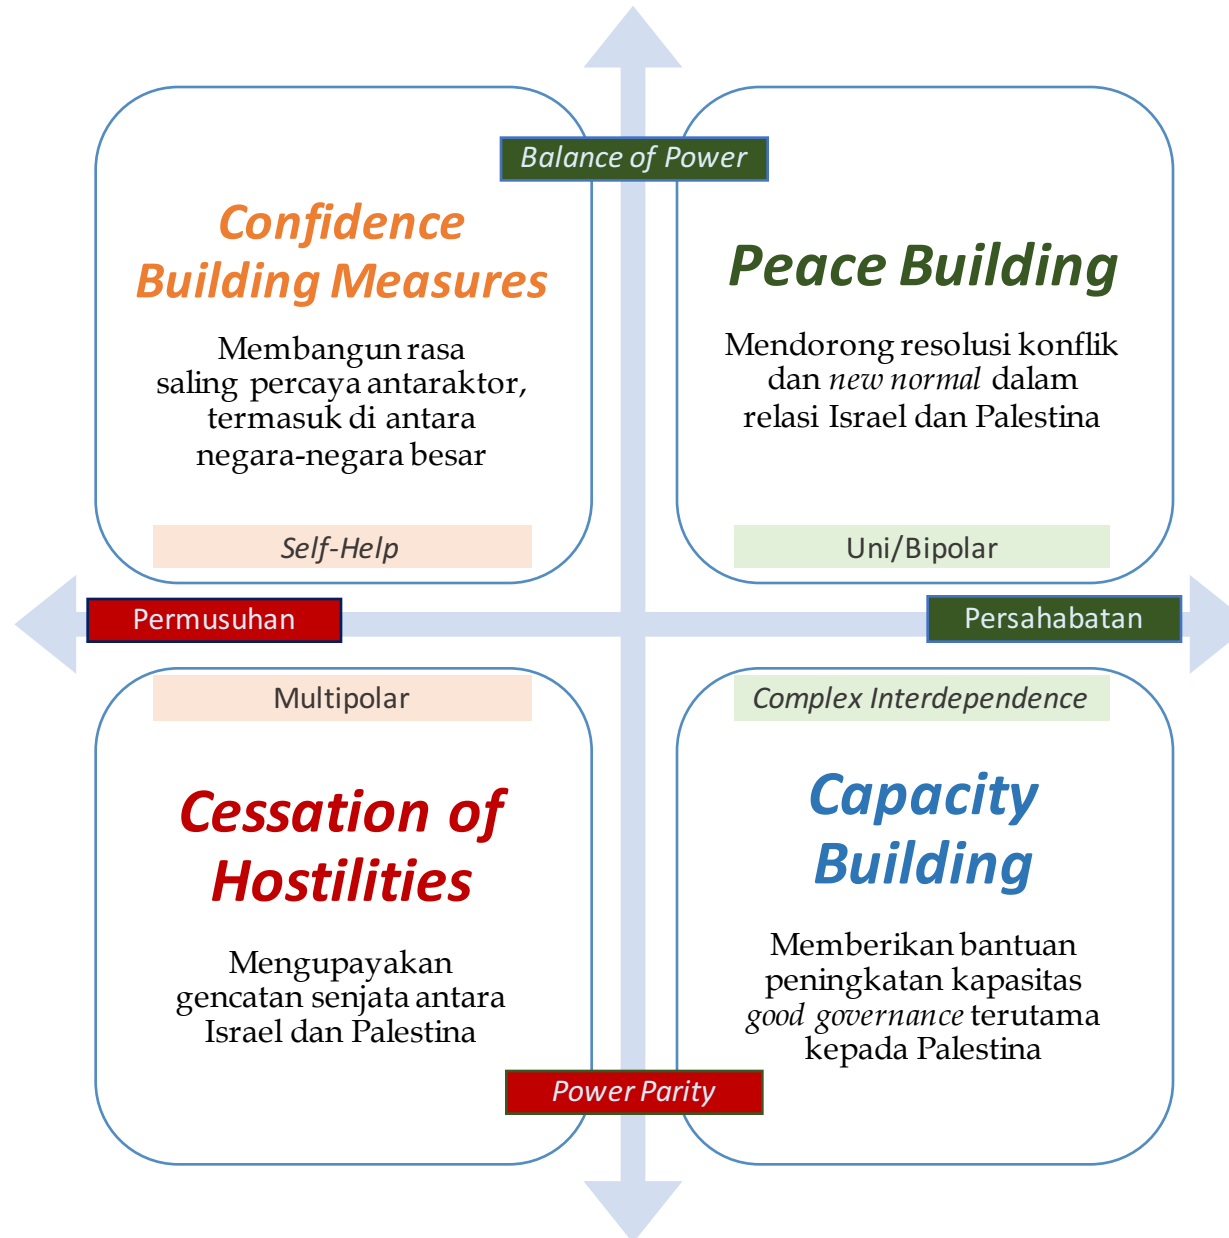 Balance of Power
Confidence
Building Measures
Membangun rasa
saling percaya antaraktor,
termasuk di antara
negara-negara besar
Self-Help
Peace Building
Mendorong resolusi konflik
dan new normal dalam
relasi Israel dan Palestina
Uni/Bipolar
Permusuhan
Persahabatan
Multipolar
Cessation of
Hostilities
Mengupayakan
gencatan senjata antara
Israel dan Palestina
Complex Interdependence
Capacity
Building
Memberikan bantuan
peningkatan kapasitas
good governance terutama
kepada Palestina
Power Parity